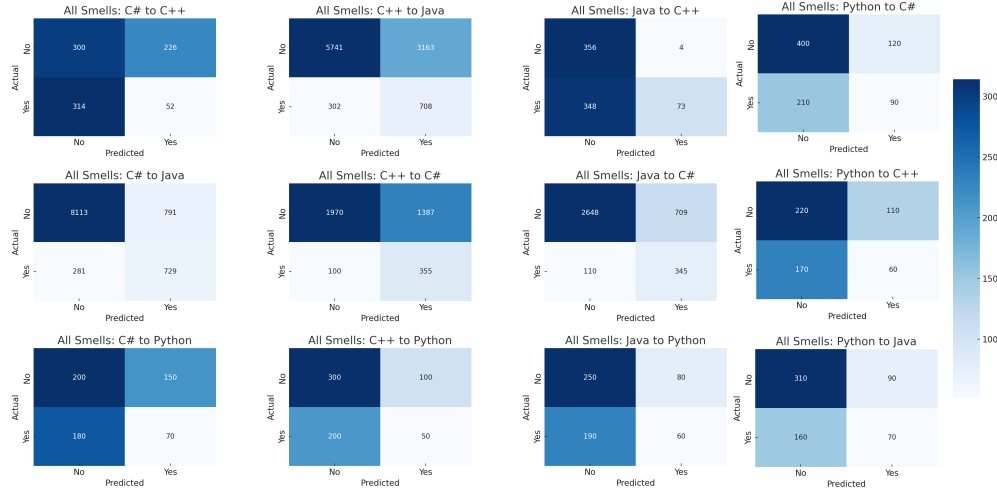 All Smells: C# to C++
No
300
226
Actual
Yes
314
52
No
Yes
Predicted
All Smells: C++ to Java
No
5741
3163
Actual
Yes
302
708
No
Yes
Predicted
All Smells: Java to C++
No
356
4
Actual
Yes
348
73
No
Yes
Predicted
All Smells: Python to C#
No
400
120
Actual
Yes
210
90
No
Yes
Predicted
All Smells: C# to Java
No
8113
791
Actual
Yes
281
729
No
Yes
Predicted
All Smells: C++ to C#
No
1970
1387
Actual
Yes
100
355
No
Yes
Predicted
All Smells: Java to C#
No
2648
709
Actual
Yes
110
345
No
Yes
Predicted
All Smells: Python to C++
No
220
110
Actual
Yes
170
60
No
Yes
Predicted
All Smells: C# to Python
No
200
150
Actual
Yes
180
70
No
Yes
Predicted
All Smells: C++ to Python
No
300
100
Actual
Yes
200
50
No
Yes
Predicted
All Smells: Java to Python
No
250
80
Actual
Yes
190
60
No
Yes
Predicted
All Smells: Python to Java
No
310
90
Actual
Yes
160
70
No
Yes
Predicted
300
250
200
150
100